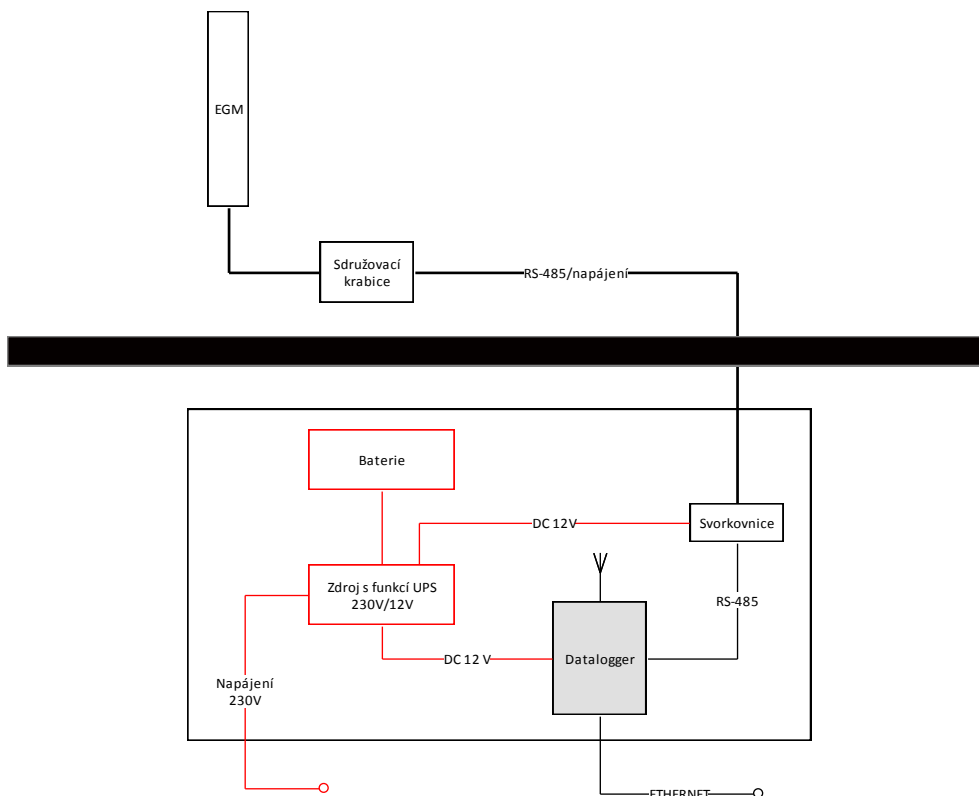 EGM
Sdružovací
krabice
RS-485/napájení
Baterie
DC 12V
Svorkovnice
Zdroj s funkcí UPS
230V/12V
RS-485
DC 12 V
Datalogger
Napájení
230V
ETHERNET